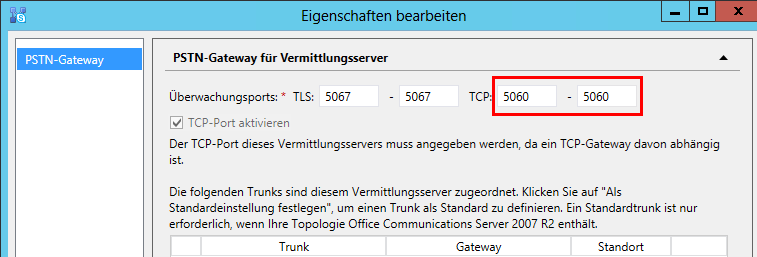 Eigenschaften bearbeiten
PSTN-Gateway
PSTN-Gateway für Vermittlungsserver
Überwachungsports: * TLS: 5067 - 5067 TCP: 5060 - 5060
TCP-Port aktivieren
Der TCP-Port dieses Vermittlungsservers muss angegeben werden, da ein TCP-Gateway davon abhängig
ist.
Die folgenden Trunks sind diesem Vermittlungsserver zugeordnet. Klicken Sie auf "Als
Standardeinstellung festlegen", um einen Trunk als Standard zu definieren. Ein Standardtrunk ist nur
erforderlich, wenn Ihre Topologie Office Communications Server 2007 R2 enthält.
Trunk Gateway Standort